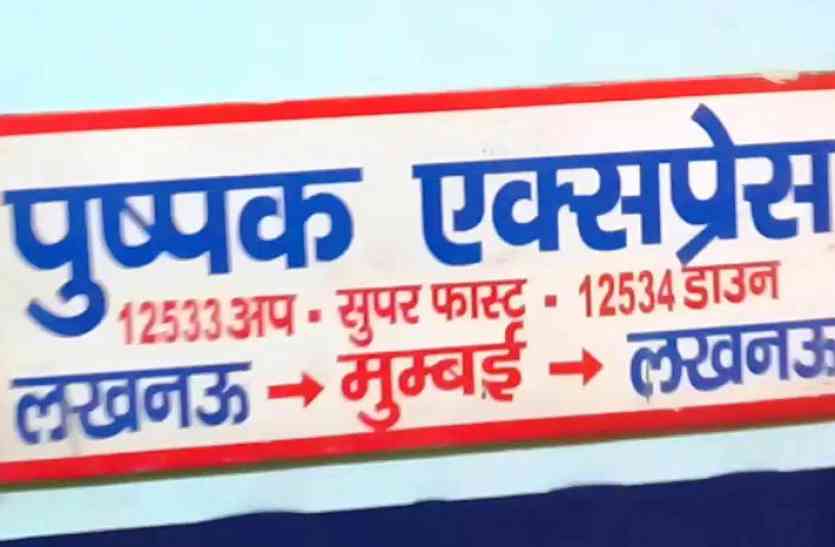 पुष्पक एक्सप्रेस
12533 अप - सुपर फास्ट - 12534 डाउन
लखनऊ → मुम्बई → लखनऊ